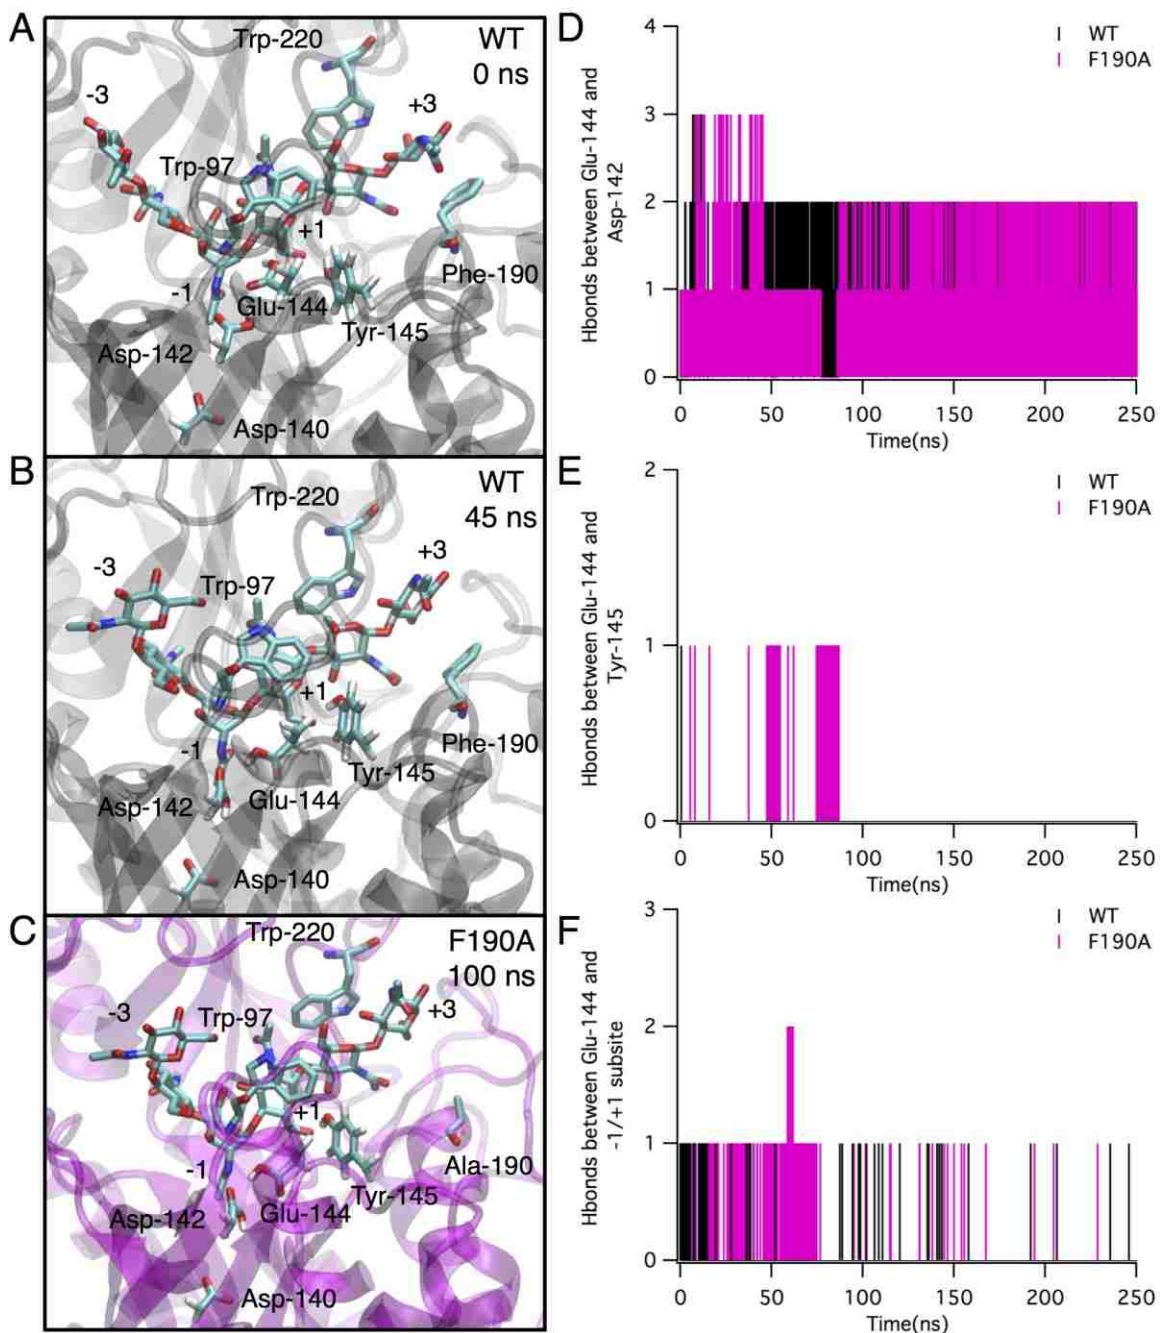 A
WT
0 ns
Trp-220
-3
+3
Trp-97
+1
Phe-190
-1
Glu-144
Tyr-145
Asp-142
Asp-140
B
WT
45 ns
Trp-220
-3
+3
Trp-97
+1
Phe-190
-1
Tyr-145
Asp-142
Glu-144
Asp-140
C
F190A
100 ns
Trp-220
-3
+3
Trp-97
+1
Ala-190
-1
Tyr-145
Asp-142
Glu-144
Asp-140
D
WT
F190A
Hbonds between Glu-144 and
Asp-142
4
3
2
1
0
0 50 100 150 200 250
Time(ns)
E
WT
F190A
Hbonds between Glu-144 and
Tyr-145
2
1
0
0 50 100 150 200 250
Time(ns)
F
WT
F190A
Hbonds between Glu-144 and
-1/+1 subsite
3
2
1
0
0 50 100 150 200 250
Time(ns)